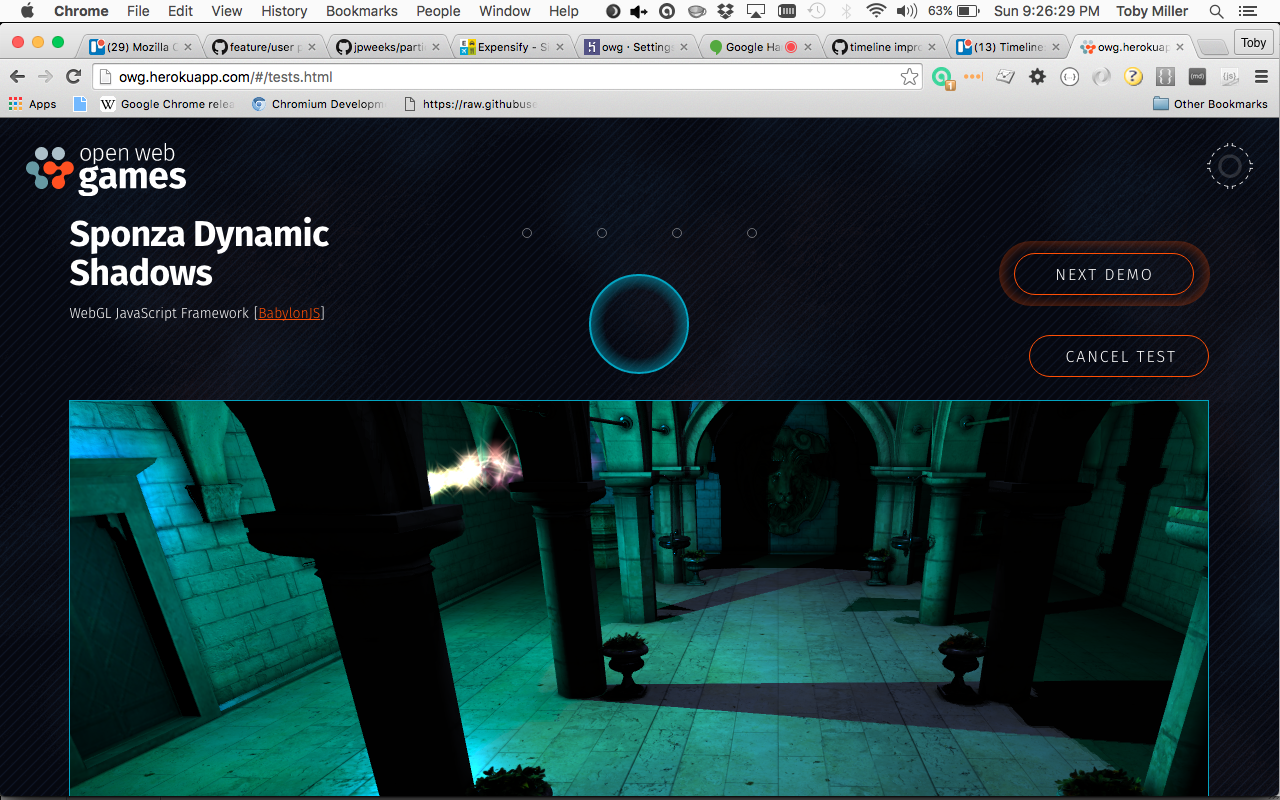 Chrome File Edit View History Bookmarks People Window Help 63% Sun 9:26:29 PM Toby Miller
(29) Mozilla feature/user p jpweeks/parti Expensify - S owg · Settings Google Ha timeline impro (13) Timeline owg.herokuap Toby
owg.herokuapp.com/#/tests.html
Apps Google Chrome relea Chromium Developm https://raw.githubuse Other Bookmarks
open web
games
Sponza Dynamic
Shadows
NEXT DEMO
WebGL JavaScript Framework [BabylonJS]
CANCEL TEST